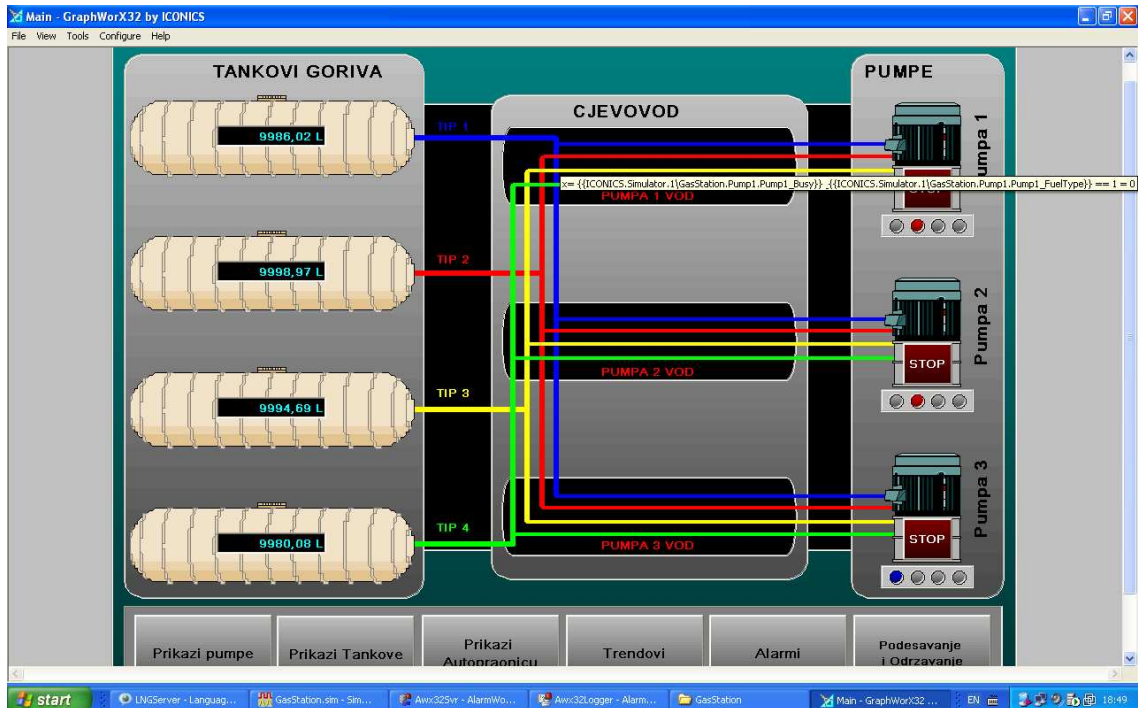 Main - GraphWorX32 by ICONICS
File View Tools Configure Help
TANKOVI GORIVA
PUMPE
CJEVOVOD
9986,02 L
TIP 1
Pumpa 1
x= {{ICONICS.Simulator.1\GasStation.Pump1.Pump1_Busy}} _{{ICONICS.Simulator.1\GasStation.Pump1.Pump1_FuelType}} == 1 = 0
STOP
PUMPA 1 VOD
9998,97 L
TIP 2
Pumpa 2
STOP
PUMPA 2 VOD
9994,69 L
TIP 3
Pumpa 3
9980,08 L
TIP 4
STOP
PUMPA 3 VOD
Prikazi pumpe
Prikazi Tankove
Prikazi
Autopraonicu
Trendovi
Alarmi
Podesavanje
i Odrzavanje
start
LNGServer - Languag...
GasStation.sim - Sim...
Awx32Svr - AlarmWo...
Awx32Logger - Alarm...
GasStation
Main - GraphWorX32 ...
EN
18:49